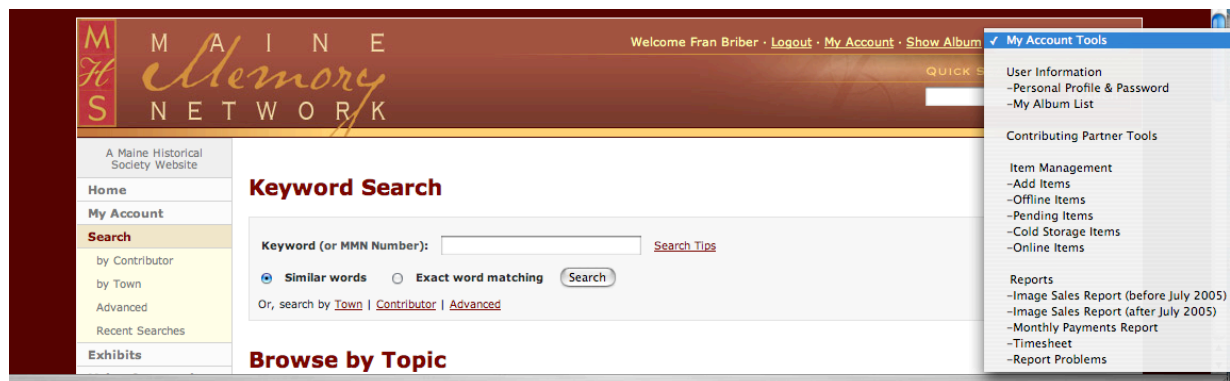 MHS
MAINE
Memory
NETWORK
Welcome Fran Briber · Logout · My Account · Show Album
QUICK S
A Maine Historical
Society Website
Home
My Account
Search
by Contributor
by Town
Advanced
Recent Searches
Exhibits
Keyword Search
Keyword (or MMN Number):
Search Tips
Similar words Exact word matching Search
Or, search by Town | Contributor | Advanced
Browse by Topic
✓ My Account Tools
User Information
–Personal Profile & Password
–My Album List
Contributing Partner Tools
Item Management
–Add Items
–Offline Items
–Pending Items
–Cold Storage Items
–Online Items
Reports
–Image Sales Report (before July 2005)
–Image Sales Report (after July 2005)
–Monthly Payments Report
–Timesheet
–Report Problems